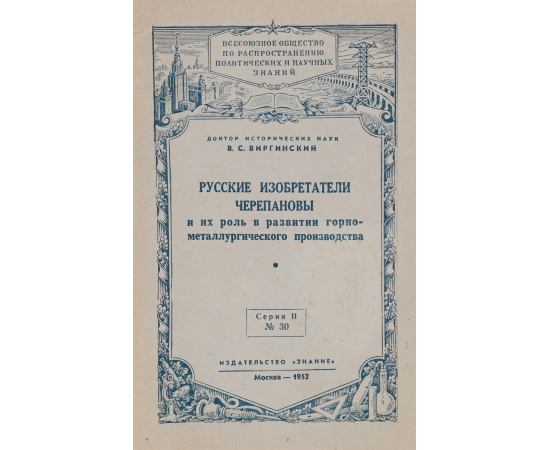 ВСЕСОЮЗНОЕ ОБЩЕСТВО
ПО РАСПРОСТРАНЕНИЮ
ПОЛИТИЧЕСКИХ И НАУЧНЫХ
ЗНАНИЙ
ДОКТОР ИСТОРИЧЕСКИХ НАУК
В. С. ВИРГИНСКИЙ
РУССКИЕ ИЗОБРЕТАТЕЛИ
ЧЕРЕПАНОВЫ
и их роль в развитии горно-
металлургического производства
Серия II
№ 30
ИЗДАТЕЛЬСТВО «ЗНАНИЕ»
Москва — 1952